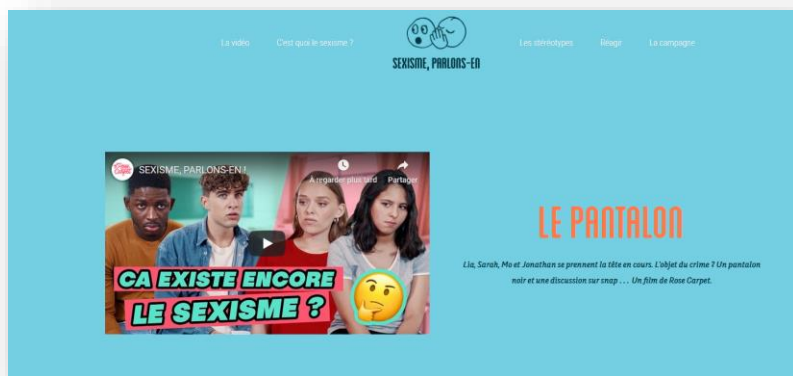 La vidéo
C'est quoi le sexisme ?
SEXISME, PARLONS-EN
Les stéréotypes
Réagir
La campagne
SEXISME, PARLONS-EN !
À regarder plus tard
Partager
CA EXISTE ENCORE
LE SEXISME ?
LE PANTALON
Lia, Sarah, Mo et Jonathan se prennent la tête en cours. L'objet du crime ? Un pantalon
noir et une discussion sur snap . . . Un film de Rose Carpet.